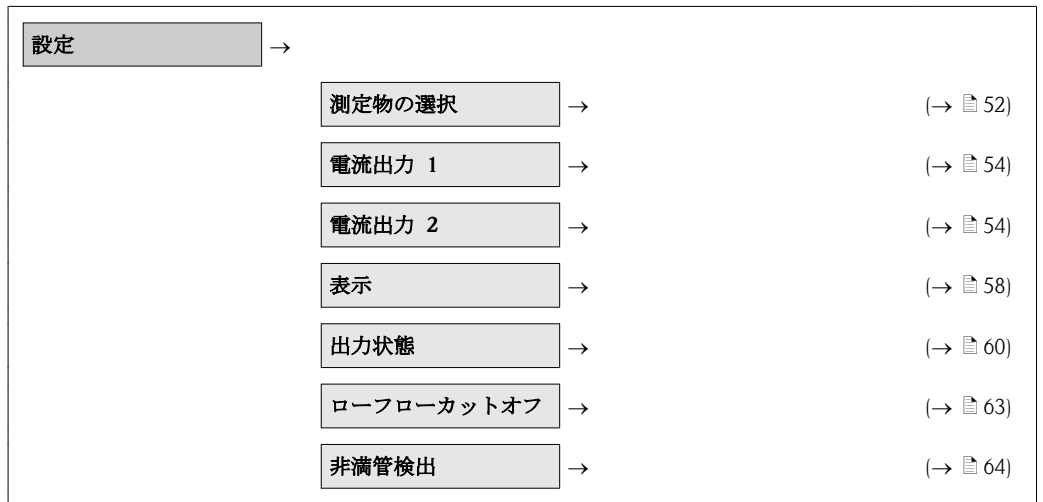 設定 →
測定物の選択 → (→ 🖹 52)
電流出力 1 → (→ 🖹 54)
電流出力 2 → (→ 🖹 54)
表示 → (→ 🖹 58)
出力状態 → (→ 🖹 60)
ローフローカットオフ → (→ 🖹 63)
非満管検出 → (→ 🖹 64)